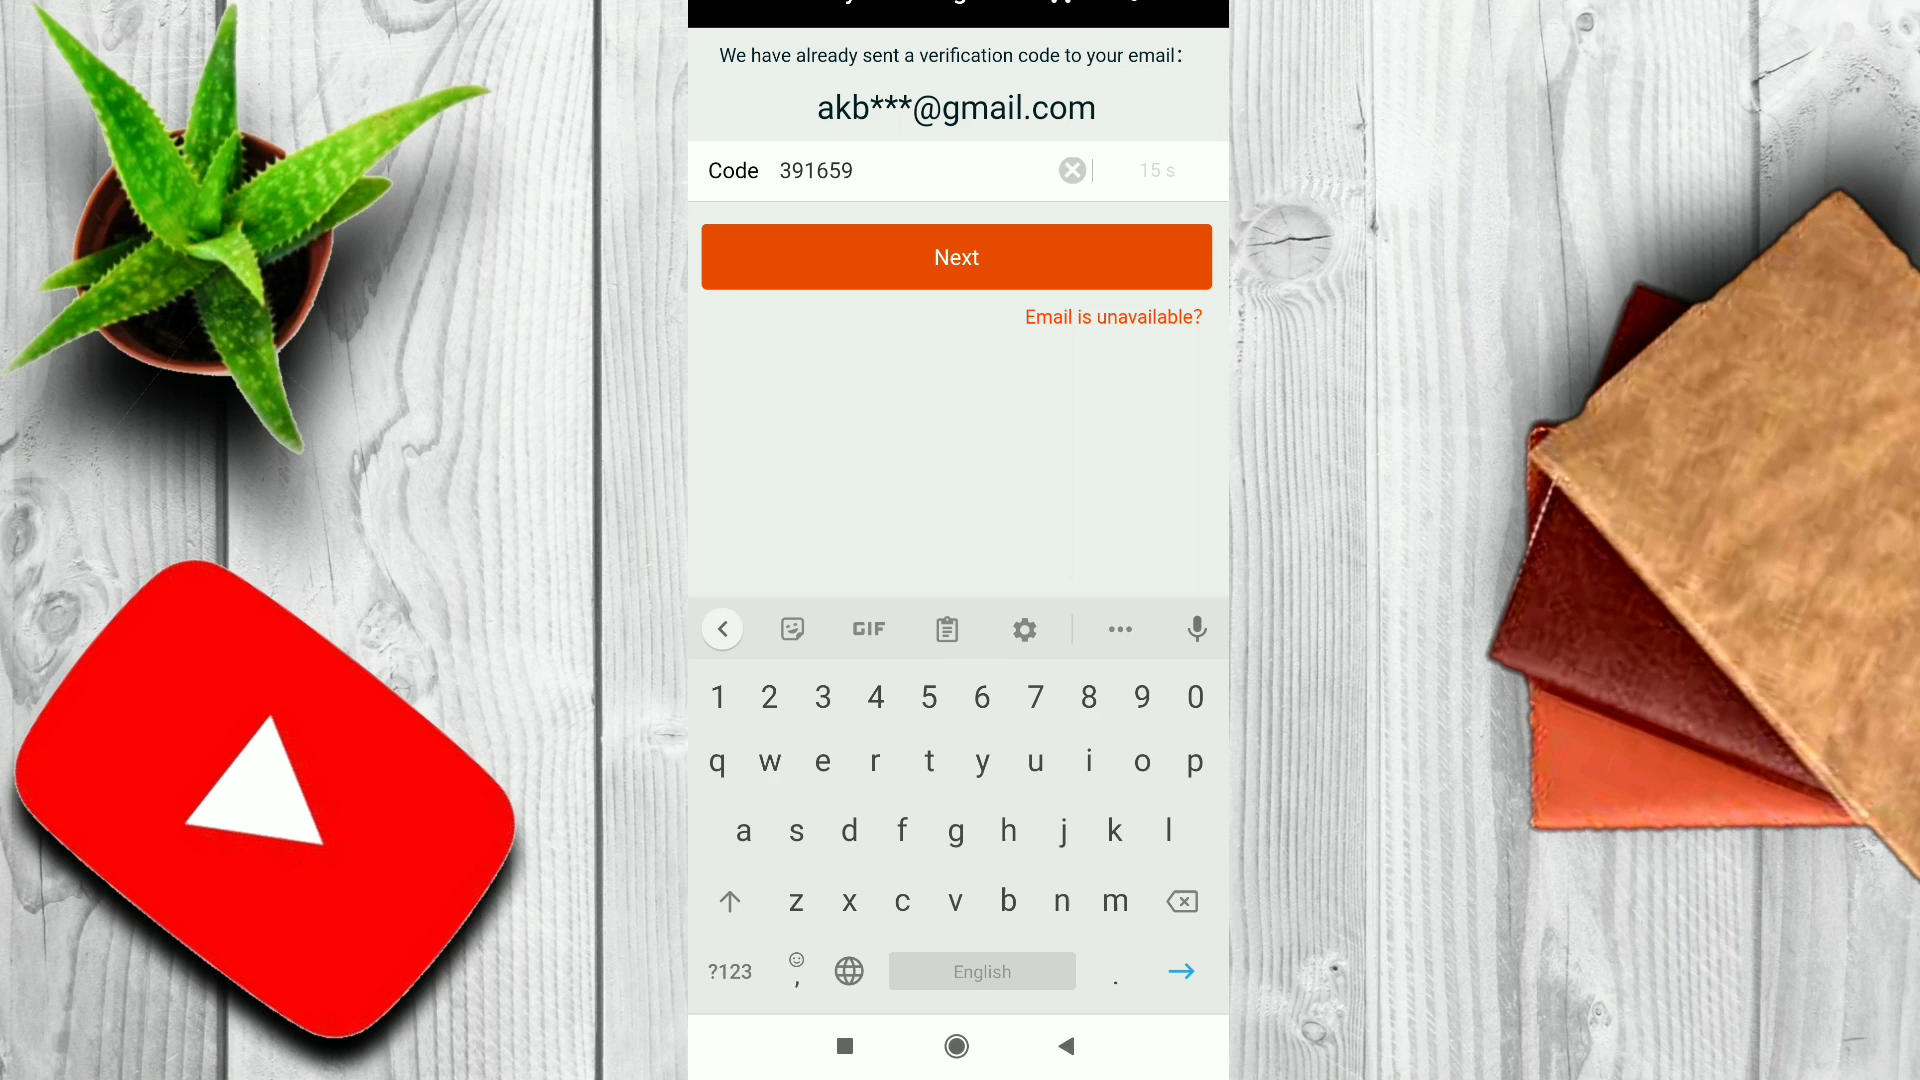 We have already sent a verification code to your email:
akb***@gmail.com
Code 391659 15 s
Next
Email is unavailable?
GIF
1 2 3 4 5 6 7 8 9 0
q w e r t y u i o p
a s d f g h j k l
z x c v b n m
?123 , English .